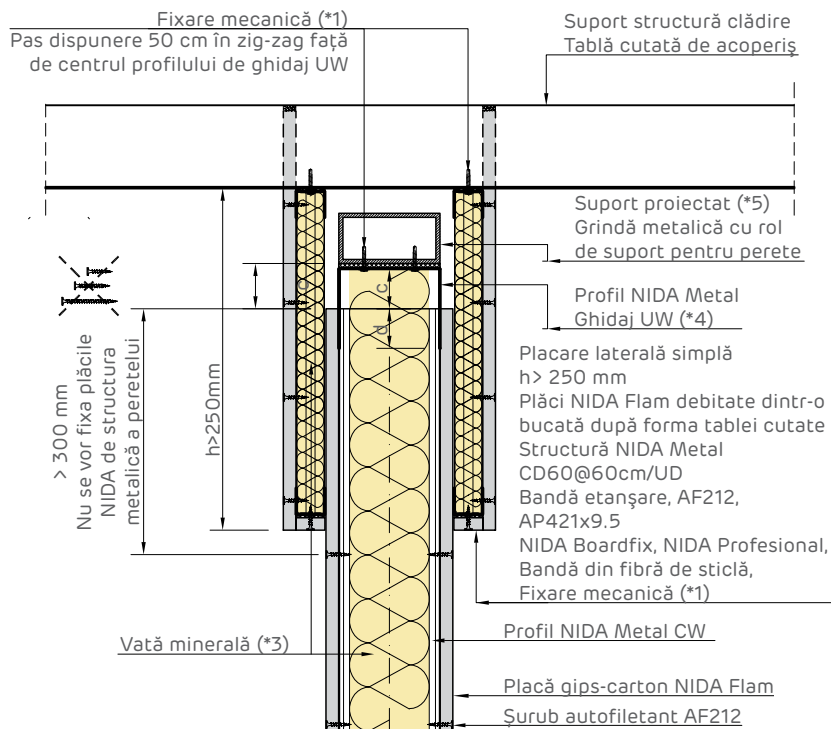 Fixare mecanică (*1)
Pas dispunere 50 cm în zig-zag față
de centrul profilului de ghidaj UW
Suport structură clădire
Tablă cutată de acoperiș
Suport proiectat (*5)
Grindă metalică cu rol
de suport pentru perete
Profil NIDA Metal
Ghidaj UW (*4)
Placare laterală simplă
h> 250 mm
Plăci NIDA Flam debitate dintr-o
bucată după forma tablei cutate
Structură NIDA Metal
CD60@60cm/UD
Bandă etanșare, AF212,
AP421x9.5
NIDA Boardfix, NIDA Profesional,
Bandă din fibră de sticlă,
Fixare mecanică (*1)
> 300 mm
Nu se vor fixa plăcile
NIDA de structura
metalică a peretelui
h>250mm
c
d
Vată minerală (*3)
Profil NIDA Metal CW
Placă gips-carton NIDA Flam
Șurub autofiletant AF212